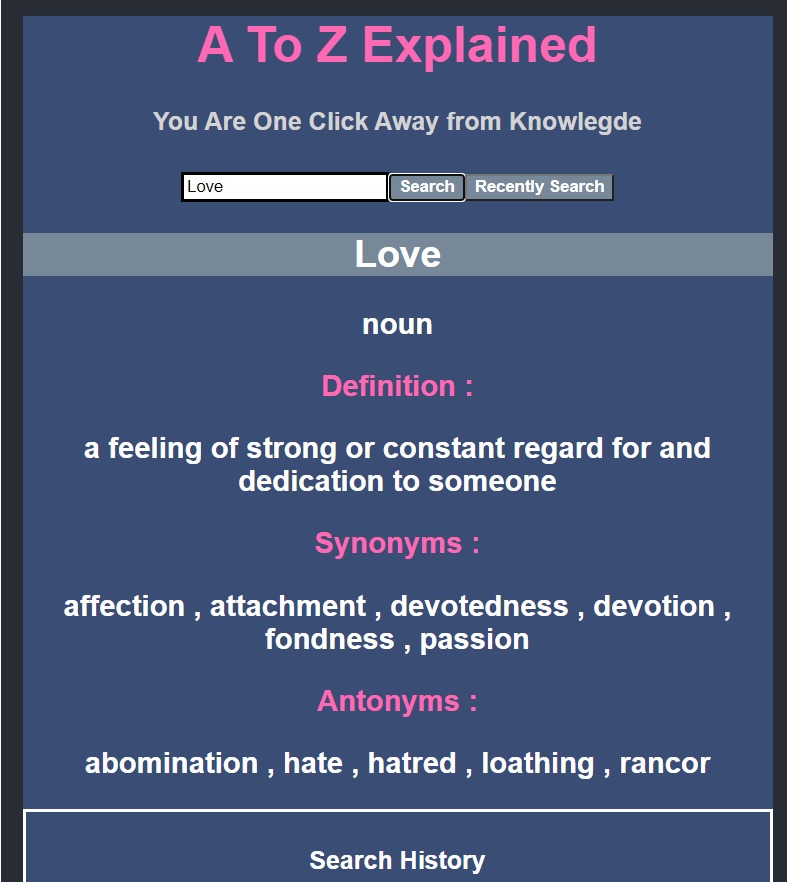 A To Z Explained
You Are One Click Away from Knowlegde
Love Search Recently Search
Love
noun
Definition :
a feeling of strong or constant regard for and
dedication to someone
Synonyms :
affection , attachment , devotedness , devotion ,
fondness , passion
Antonyms :
abomination , hate , hatred , loathing , rancor
Search History